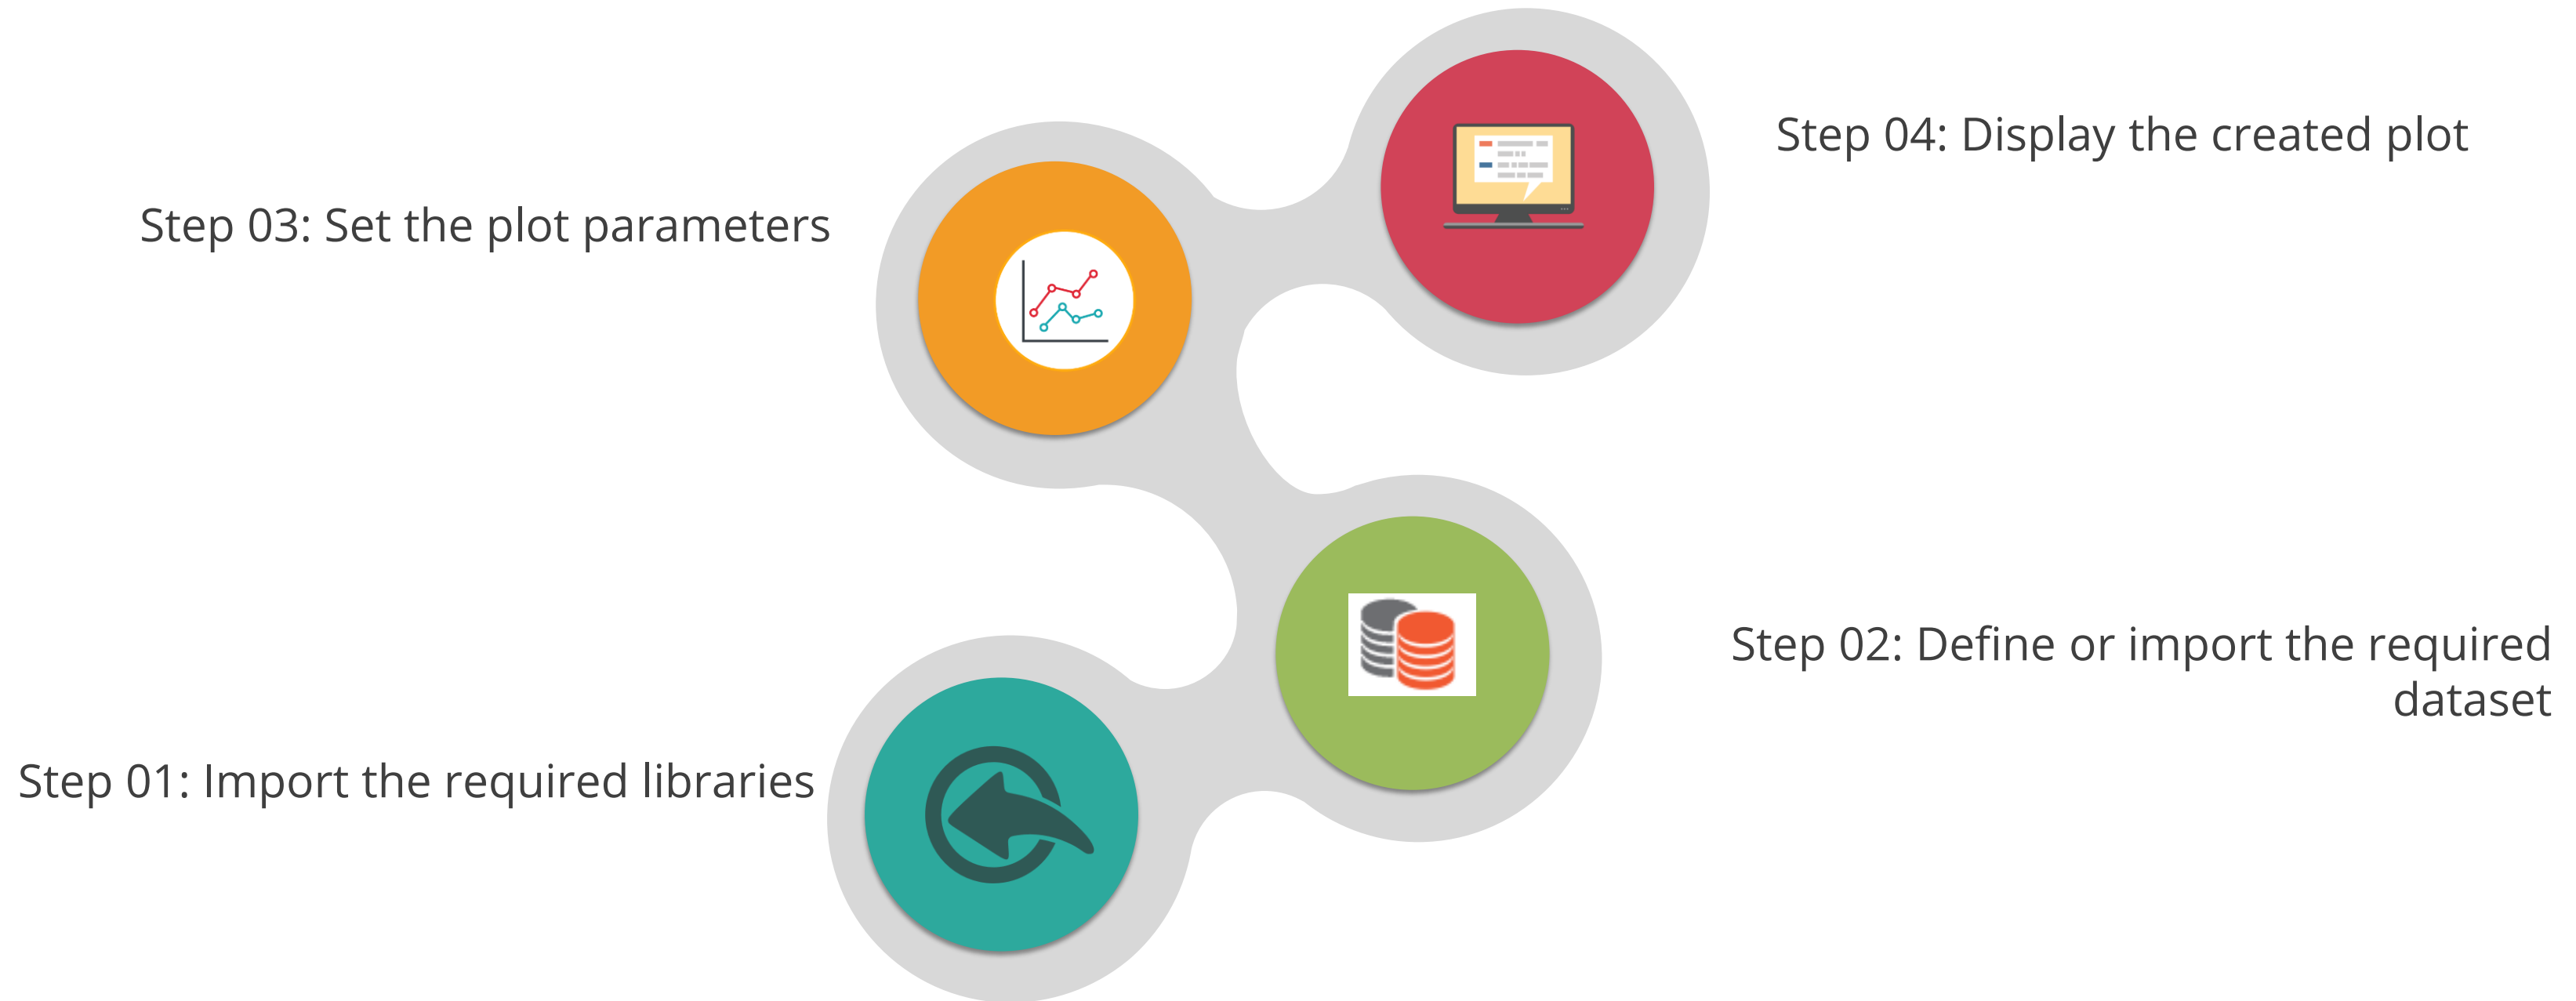 Step 04: Display the created plot
Step 03: Set the plot parameters
Step 02: Define or import the required
dataset
Step 01: Import the required libraries